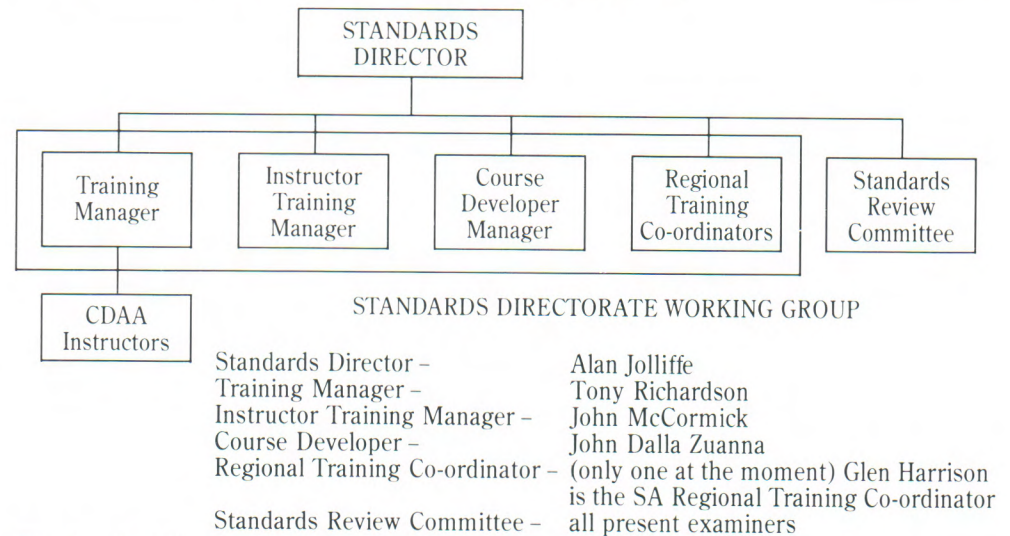 STANDARDS
DIRECTOR
Training
Manager
Instructor
Training
Manager
Course
Developer
Manager
Regional
Training
Co-ordinators
Standards
Review
Committee
CDAA
Instructors
STANDARDS DIRECTORATE WORKING GROUP
Standards Director – Alan Jolliffe
Training Manager – Tony Richardson
Instructor Training Manager – John McCormick
Course Developer – John Dalla Zuanna
Regional Training Co-ordinator – (only one at the moment) Glen Harrison
is the SA Regional Training Co-ordinator
Standards Review Committee – all present examiners